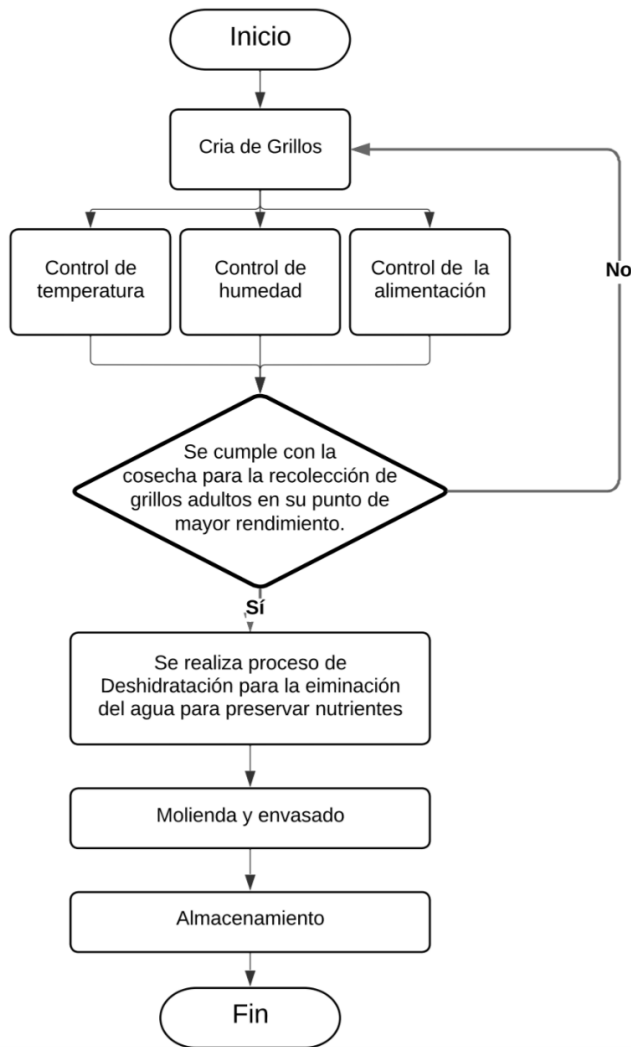 Inicio
Cria de Grillos
Control de
temperatura
Control de
humedad
Control de la
alimentación
No
Se cumple con la
cosecha para la recolección de
grillos adultos en su punto de
mayor rendimiento.
Sí
Se realiza proceso de
Deshidratación para la eiminación
del agua para preservar nutrientes
Molienda y envasado
Almacenamiento
Fin